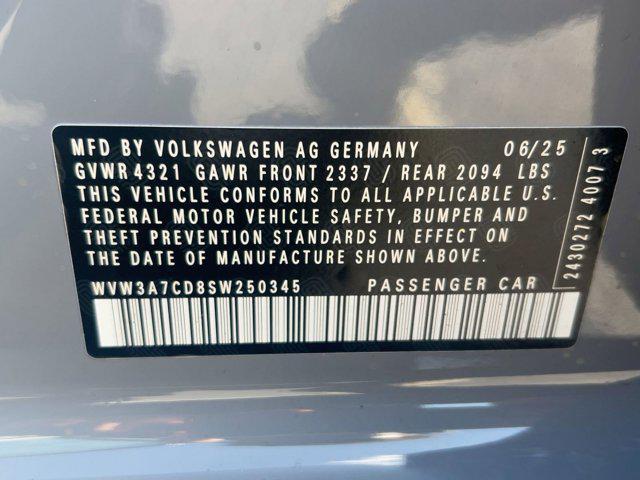 MFD BY VOLKSWAGEN AG GERMANY 06/25
GVWR 4321 GAWR FRONT 2337 / REAR 2094 LBS
THIS VEHICLE CONFORMS TO ALL APPLICABLE U.S.
FEDERAL MOTOR VEHICLE SAFETY, BUMPER AND
THEFT PREVENTION STANDARDS IN EFFECT ON
THE DATE OF MANUFACTURE SHOWN ABOVE.
WVW3A7CD8SW250345 PASSENGER CAR
2430272 4007 3